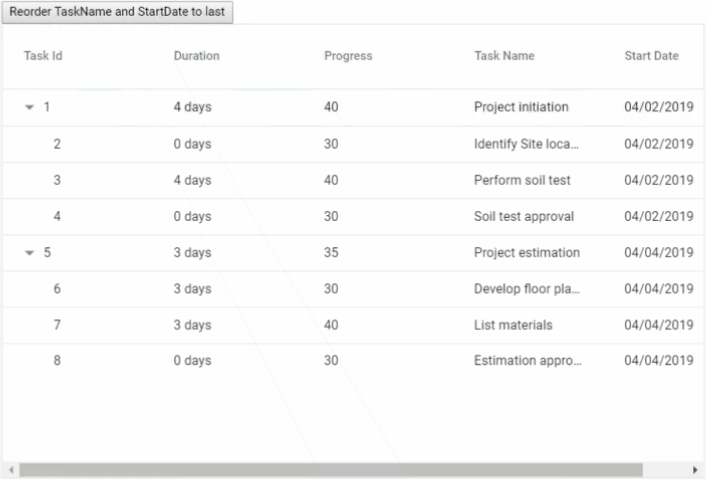 Reorder TaskName and StartDate to last
Task Id Duration Progress Task Name Start Date
1 4 days 40 Project initiation 04/02/2019
2 0 days 30 Identify Site loca... 04/02/2019
3 4 days 40 Perform soil test 04/02/2019
4 0 days 30 Soil test approval 04/02/2019
5 3 days 35 Project estimation 04/04/2019
6 3 days 30 Develop floor pla... 04/04/2019
7 3 days 40 List materials 04/04/2019
8 0 days 30 Estimation appro... 04/04/2019